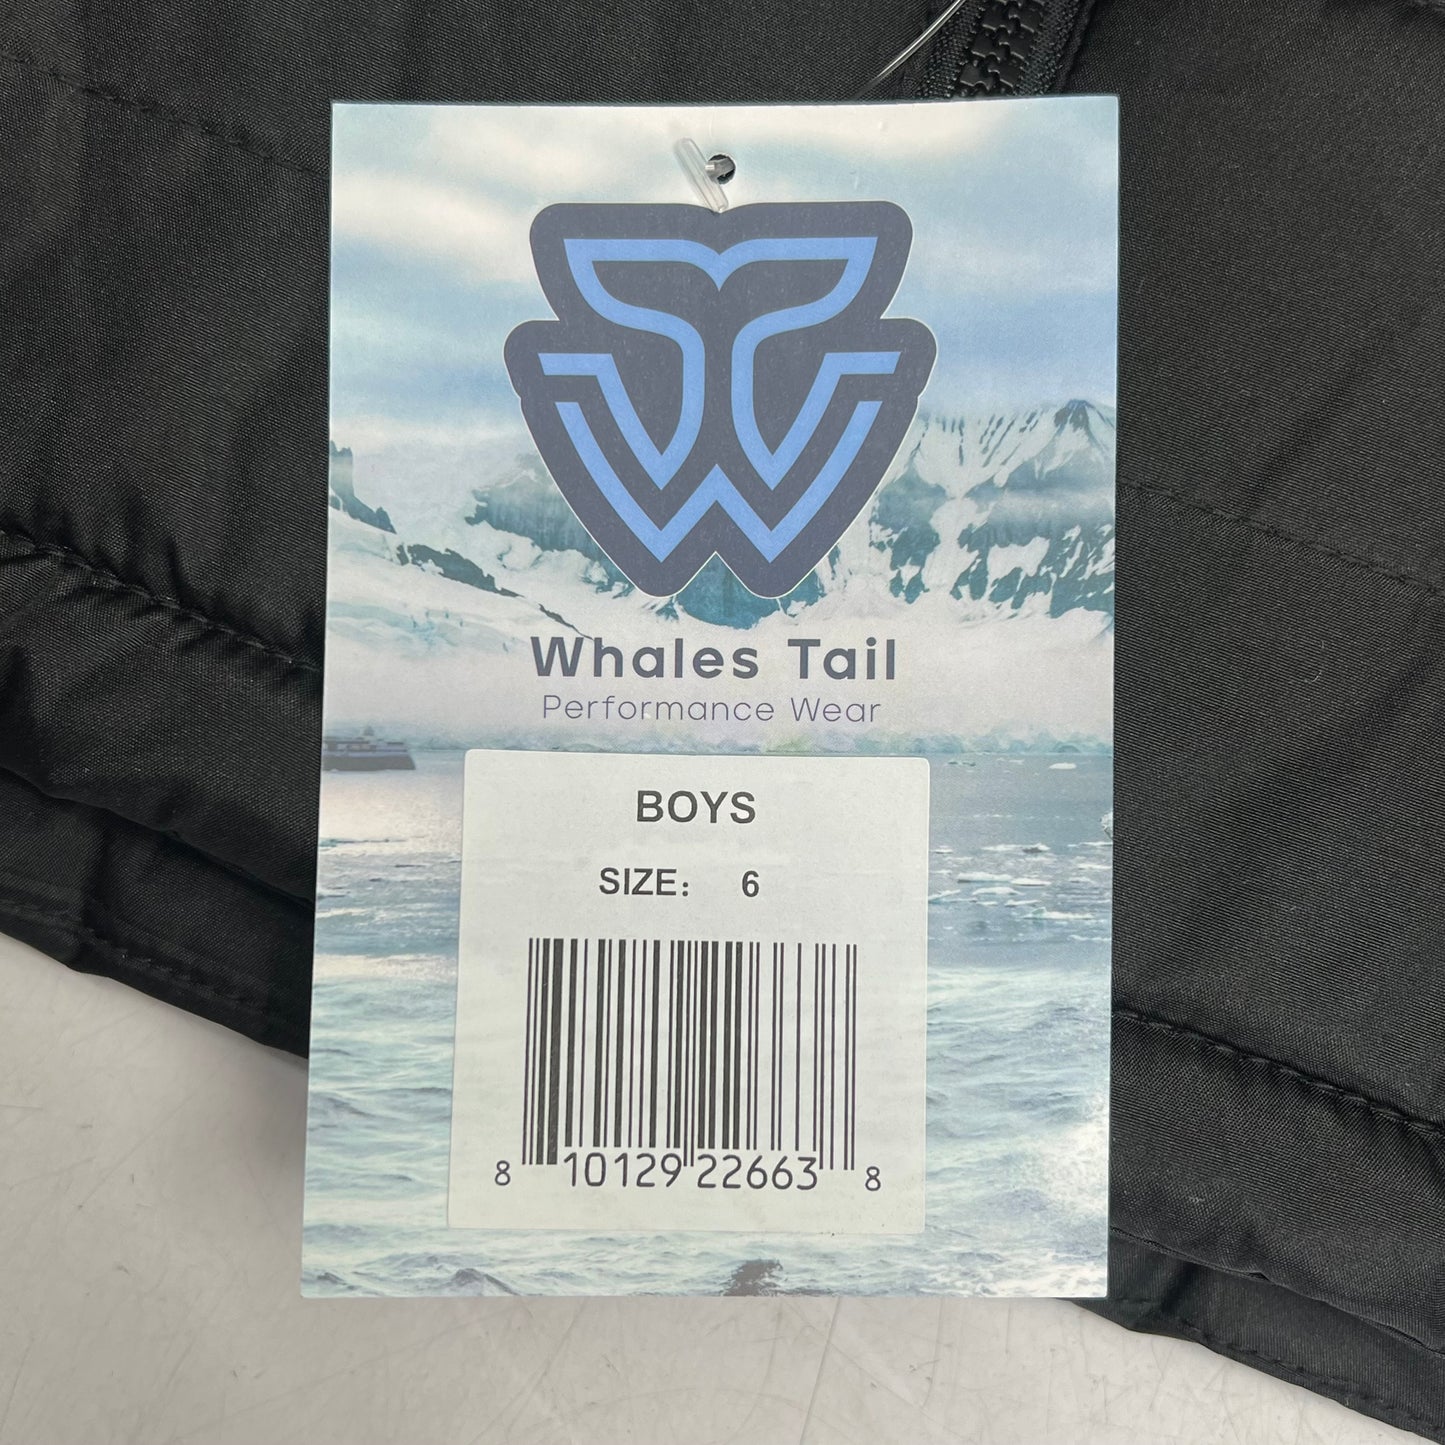 Whales Tail
Performance Wear
BOYS
SIZE: 6
8 10129 22663 8